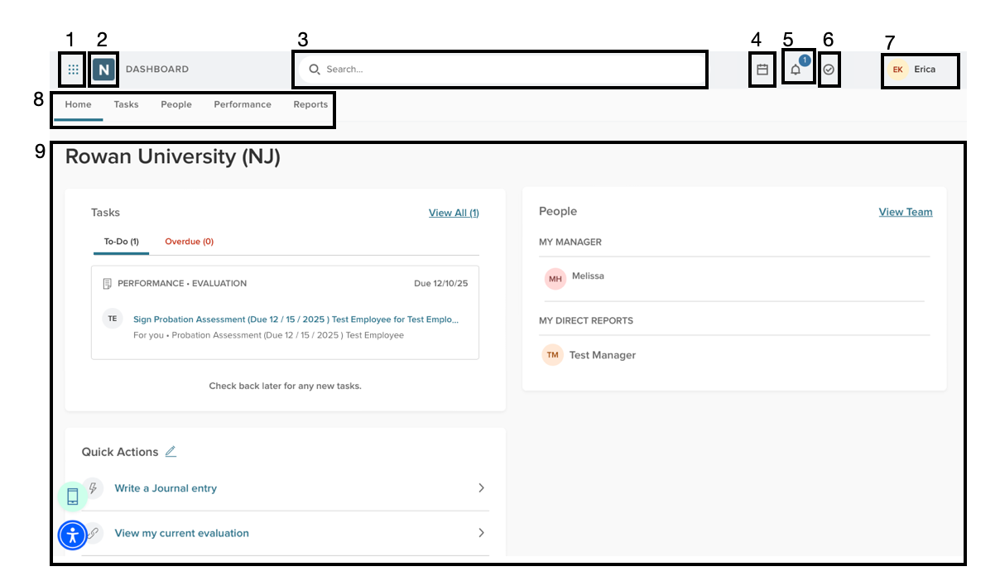 1 2 3 4 5 6 7
N DASHBOARD Search... 1 EK Erica
8 Home Tasks People Performance Reports
9
Rowan University (NJ)
Tasks View All (1)
To-Do (1) Overdue (0)
PERFORMANCE • EVALUATION Due 12/10/25
TE Sign Probation Assessment (Due 12 / 15 / 2025 ) Test Employee for Test Emplo...
For you • Probation Assessment (Due 12 / 15 / 2025 ) Test Employee
Check back later for any new tasks.
People View Team
MY MANAGER
MH Melissa
MY DIRECT REPORTS
TM Test Manager
Quick Actions
Write a Journal entry
View my current evaluation